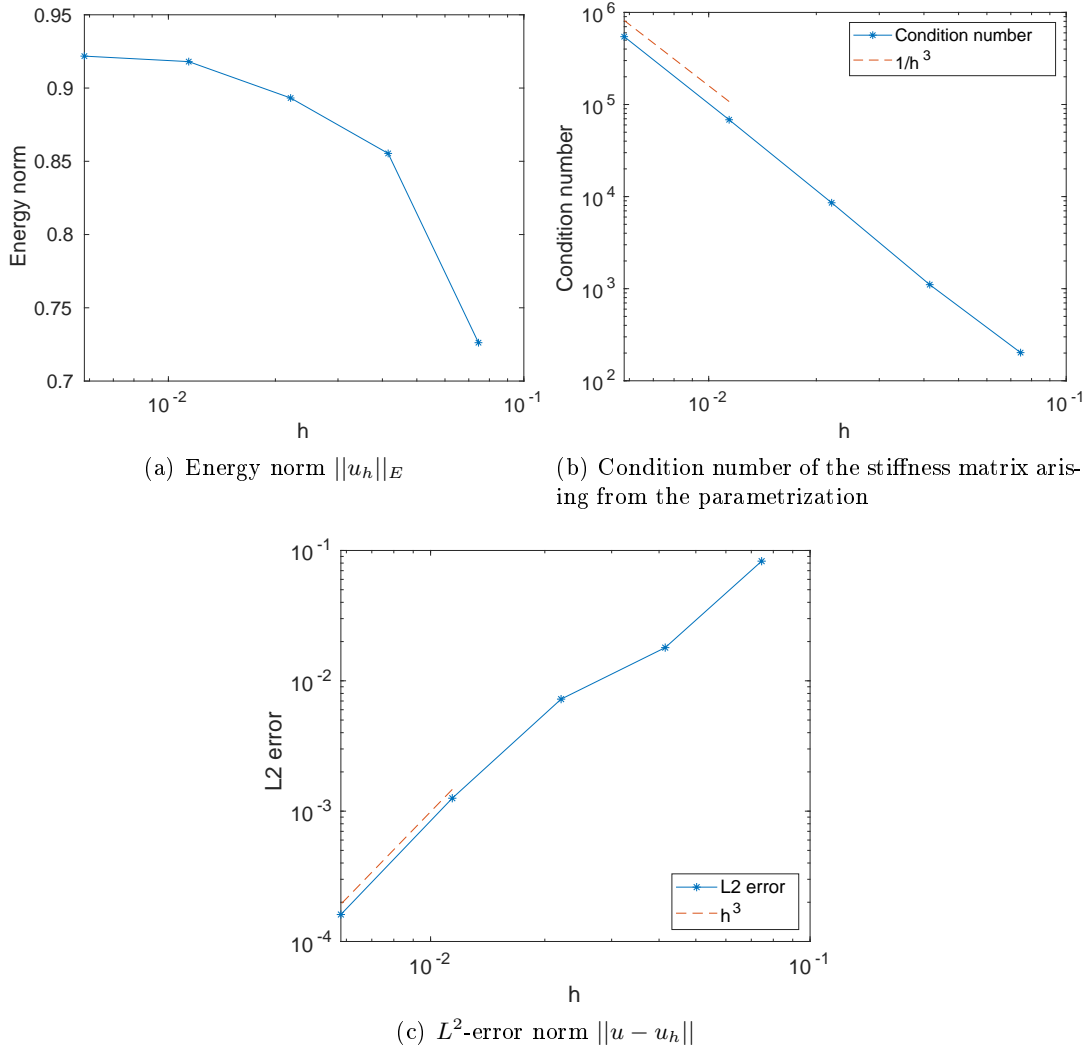 0.95
0.9
0.85
0.8
0.75
0.7
Energy norm
10^-2
10^-1
h
(a) Energy norm ||u_h||_E
10^6
10^5
10^4
10^3
10^2
Condition number
Condition number
1/h^3
10^-2
10^-1
h
(b) Condition number of the stiffness matrix aris-
ing from the parametrization
10^-1
10^-2
10^-3
10^-4
L2 error
L2 error
h^3
10^-2
10^-1
h
(c) L^2-error norm ||u − u_h||